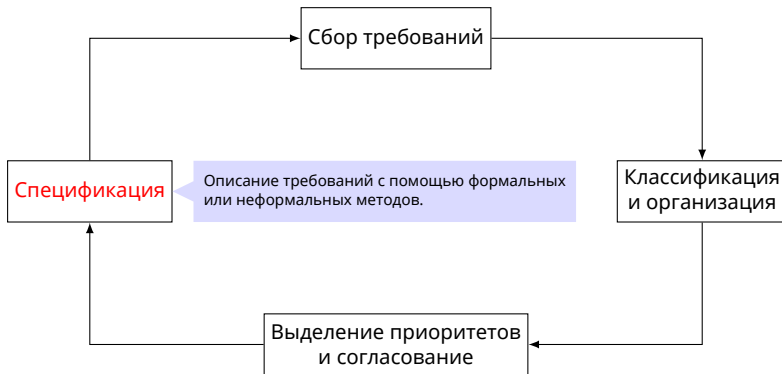 Сбор требований
Спецификация
Описание требований с помощью формальных
или неформальных методов.
Классификация
и организация
Выделение приоритетов
и согласование